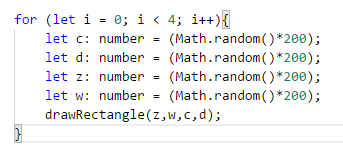 for (let i = 0; i < 4; i++){
    let c: number = (Math.random()*200);
    let d: number = (Math.random()*200);
    let z: number = (Math.random()*200);
    let w: number = (Math.random()*200);
    drawRectangle(z,w,c,d);
}